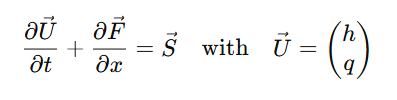 ∂U⃗/∂t + ∂F⃗/∂x = S⃗ with U⃗ = (h q)